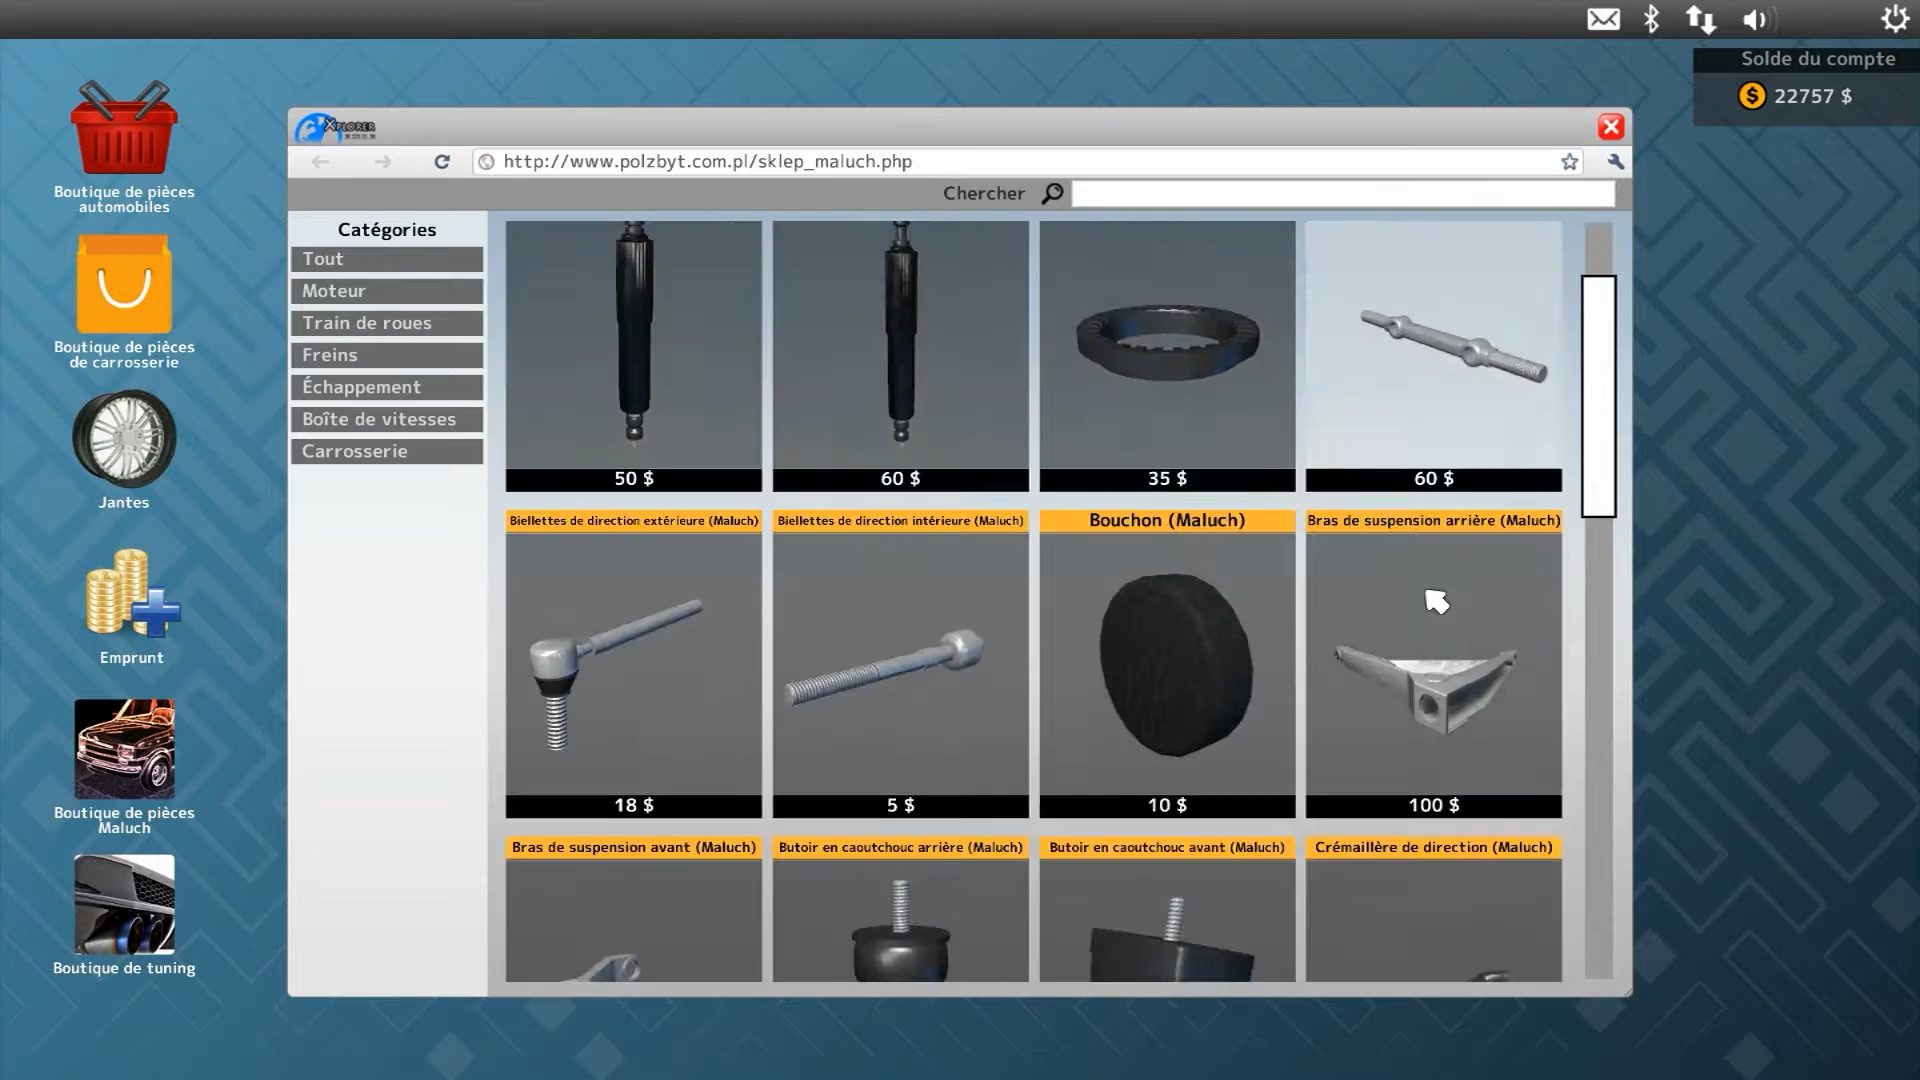 Solde du compte
22757 $
Boutique de pièces
automobiles
Boutique de pièces
de carrosserie
Jantes
Emprunt
Boutique de pièces
Maluch
Boutique de tuning
XPLORER
http://www.polzbyt.com.pl/sklep_maluch.php
Chercher
Catégories
Tout
Moteur
Train de roues
Freins
Échappement
Boîte de vitesses
Carrosserie
50 $
60 $
35 $
60 $
Biellettes de direction extérieure (Maluch)
Biellettes de direction intérieure (Maluch)
Bouchon (Maluch)
Bras de suspension arrière (Maluch)
18 $
5 $
10 $
100 $
Bras de suspension avant (Maluch)
Butoir en caoutchouc arrière (Maluch)
Butoir en caoutchouc avant (Maluch)
Crémaillère de direction (Maluch)